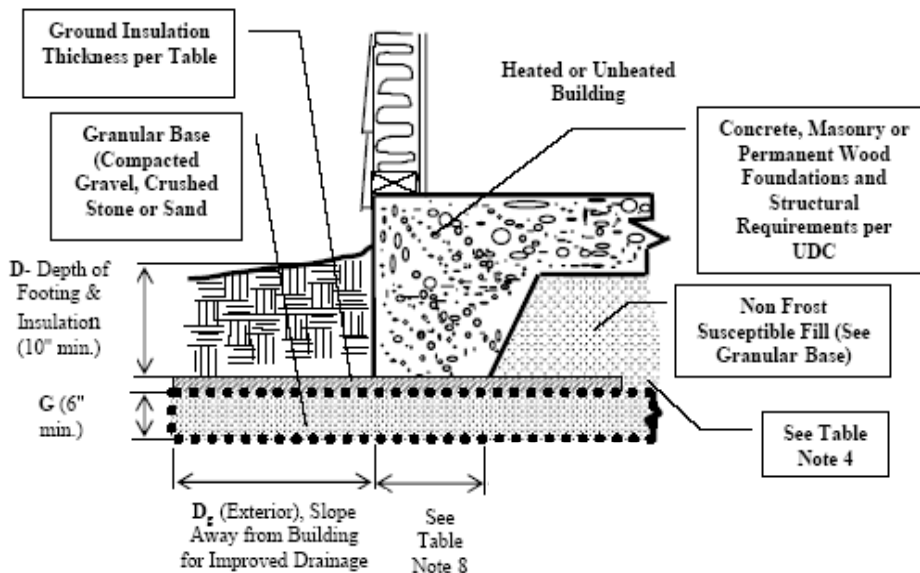 Ground Insulation
Thickness per Table
Granular Base
(Compacted
Gravel, Crushed
Stone or Sand
D- Depth of
Footing &
Insulation
(10" min.)
G (6"
min.)
Heated or Unheated
Building
Concrete, Masonry or
Permanent Wood
Foundations and
Structural
Requirements per
UDC
Non Frost
Susceptible Fill (See
Granular Base)
See Table
Note 4
Dg (Exterior), Slope
Away from Building
for Improved Drainage
See
Table
Note 8